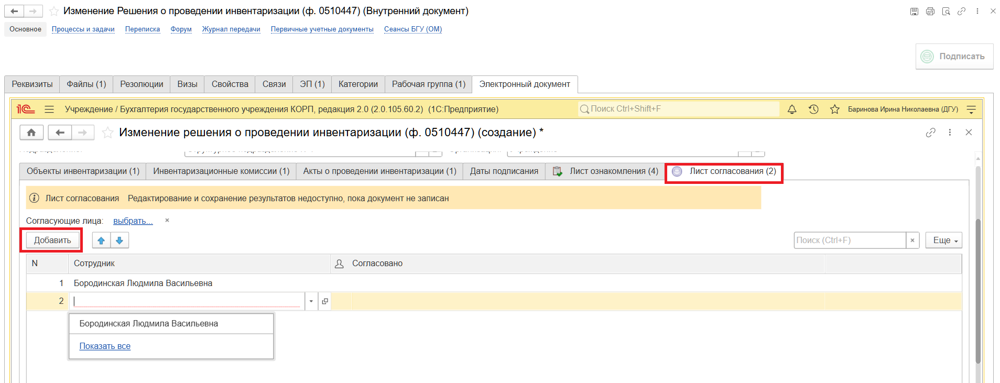 Изменение Решения о проведении инвентаризации (ф. 0510447) (Внутренний документ)
Основное Процессы и задачи Переписка Форум Журнал передачи Первичные учетные документы Сеансы БГУ (ОМ)
Подписать
Реквизиты Файлы (1) Резолюции Визы Свойства Связи ЭП (1) Категории Рабочая группа (1) Электронный документ
1С Учреждение / Бухгалтерия государственного учреждения КОРП, редакция 2.0 (2.0.105.60.2) (1С:Предприятие) Поиск Ctrl+Shift+F Баринова Ирина Николаевна (ДГУ)
Изменение решения о проведении инвентаризации (ф. 0510447) (создание) *
Объекты инвентаризации (1) Инвентаризационные комиссии (1) Акты о проведении инвентаризации (1) Даты подписания Лист ознакомления (4) Лист согласования (2)
Лист согласования Редактирование и сохранение результатов недоступно, пока документ не записан
Согласующие лица: выбрать... ×
Добавить Поиск (Ctrl+F) × Еще
N Сотрудник Согласовано
1 Бородинская Людмила Васильевна
2
Бородинская Людмила Васильевна
Показать все